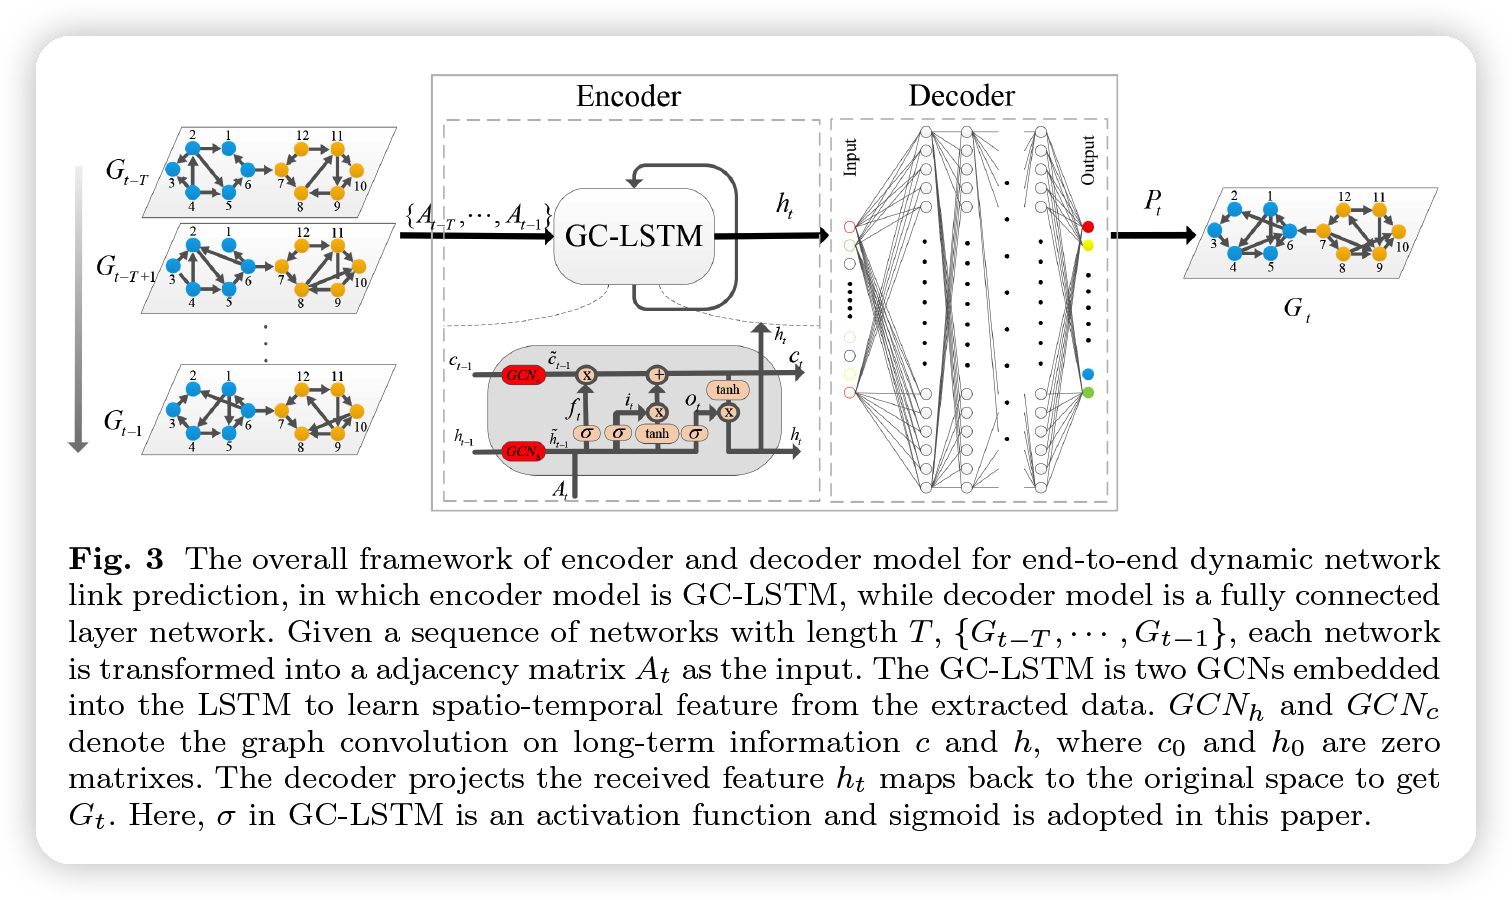 Encoder
Decoder
G_{t-T}
2 1 12 11
3 6 7 10
4 5 8 9
{A_{t-T},⋯,A_{t-1}}
GC-LSTM
h_t
Input
Output
P_t
2 1 12 11
3 6 7 10
4 5 8 9
G_t
G_{t-T+1}
2 1 12 11
3 6 7 10
4 5 8 9
G_{t-1}
2 1 12 11
3 6 7 10
4 5 8 9
h_t
c_{t-1} GCN_c c̃_{t-1} x + c_t
tanh
f_t i_t x o_t x
h_{t-1} GCN_h h̃_{t-1} σ σ tanh σ h_t
A_t
Fig. 3 The overall framework of encoder and decoder model for end-to-end dynamic network
link prediction, in which encoder model is GC-LSTM, while decoder model is a fully connected
layer network. Given a sequence of networks with length T, {G_{t−T}, ⋯ , G_{t−1}}, each network
is transformed into a adjacency matrix A_t as the input. The GC-LSTM is two GCNs embedded
into the LSTM to learn spatio-temporal feature from the extracted data. GCN_h and GCN_c
denote the graph convolution on long-term information c and h, where c_0 and h_0 are zero
matrixes. The decoder projects the received feature h_t maps back to the original space to get
G_t. Here, σ in GC-LSTM is an activation function and sigmoid is adopted in this paper.